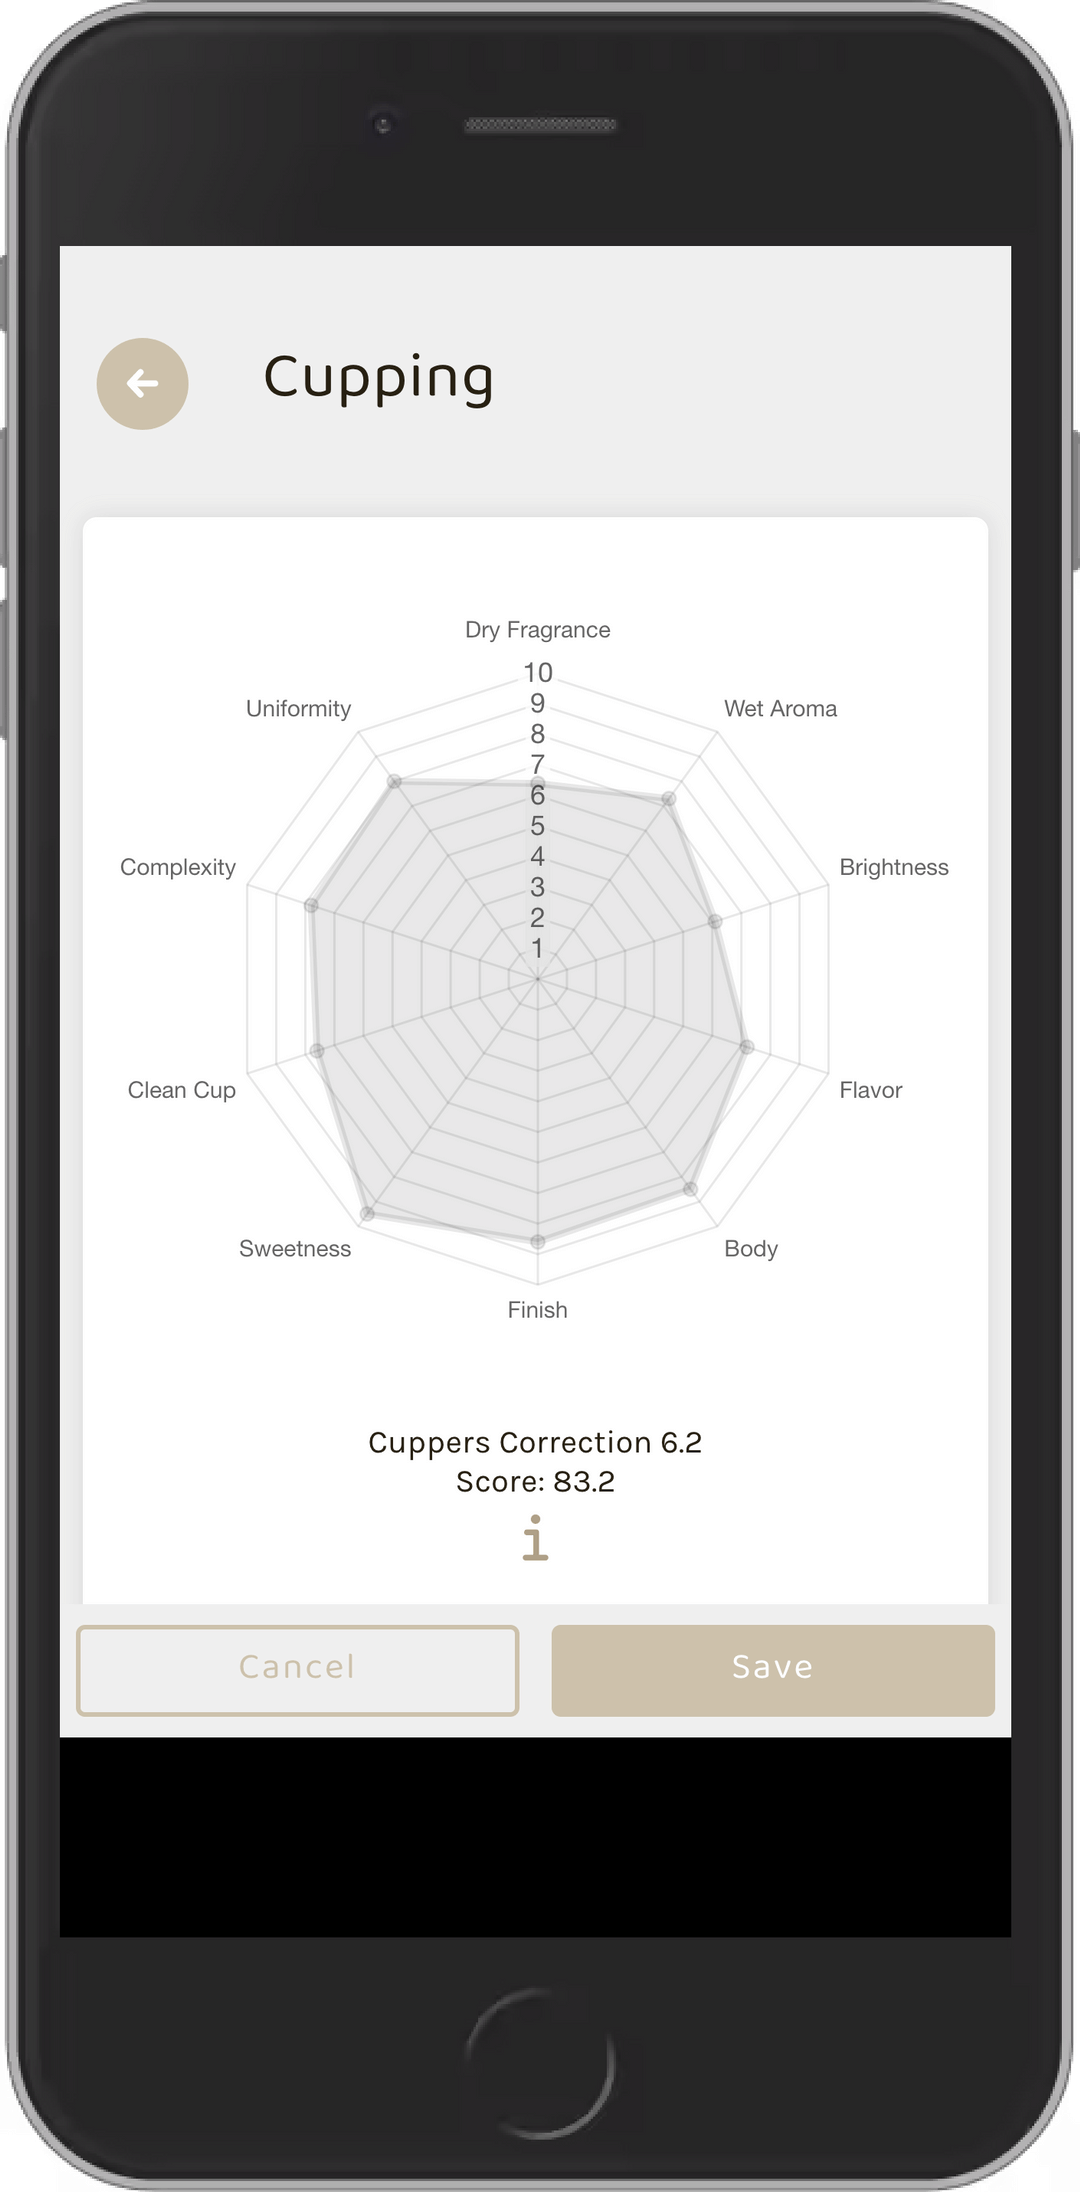 Cupping
Dry Fragrance
10
9
8
7
6
5
4
3
2
1
Uniformity
Wet Aroma
Complexity
Brightness
Clean Cup
Flavor
Sweetness
Body
Finish
Cuppers Correction 6.2
Score: 83.2
i
Cancel
Save